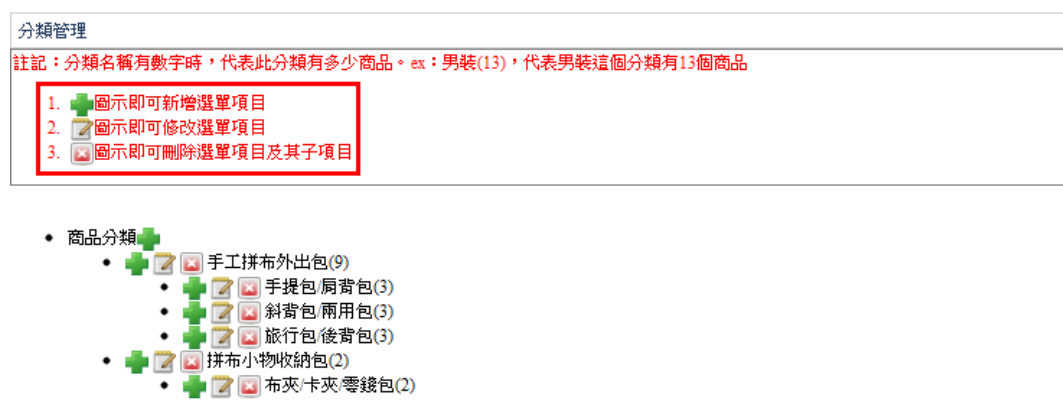 分類管理
註記：分類名稱有數字時，代表此分類有多少商品。ex：男裝(13)，代表男裝這個分類有13個商品
1. 圖示即可新增選單項目
2. 圖示即可修改選單項目
3. 圖示即可刪除選單項目及其子項目
商品分類
手工拼布外出包(9)
手提包/肩背包(3)
斜背包/兩用包(3)
旅行包/後背包(3)
拼布小物收納包(2)
布夾/卡夾/零錢包(2)